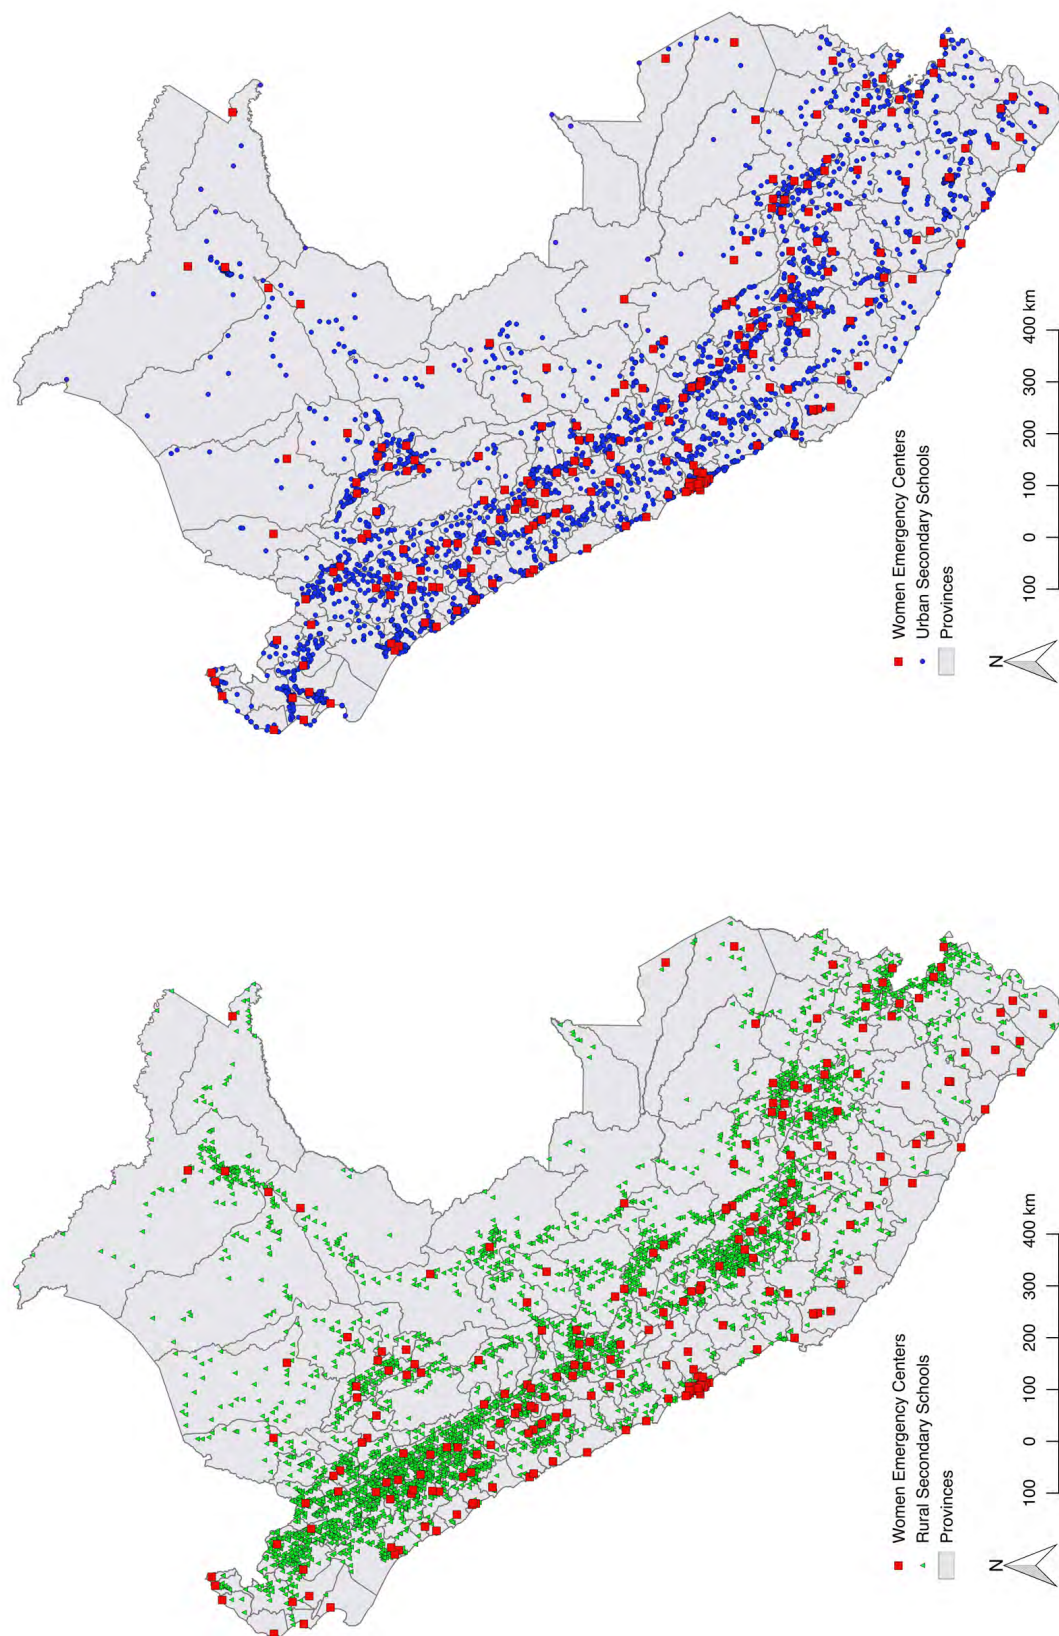 Women Emergency Centers
Urban Secondary Schools
Provinces
N
100 0 100 200 300 400 km
Women Emergency Centers
Rural Secondary Schools
Provinces
N
100 0 100 200 300 400 km